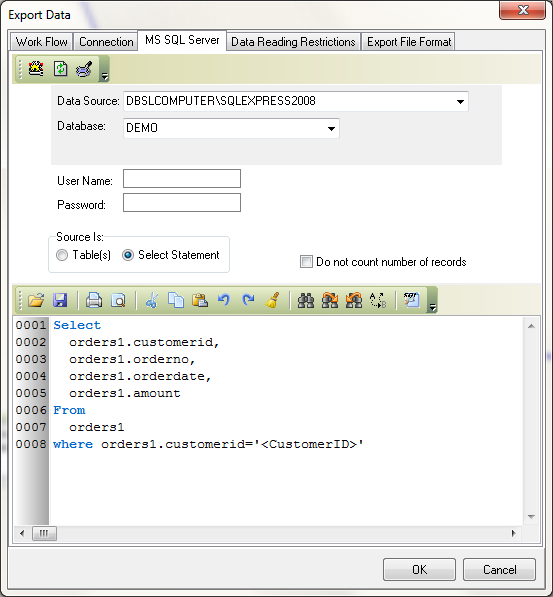 Export Data
Work Flow Connection MS SQL Server Data Reading Restrictions Export File Format
Data Source: DBSLCOMPUTER\SQLEXPRESS2008
Database: DEMO
User Name:
Password:
Source Is:
Table(s) Select Statement
Do not count number of records
SQL
0001 Select
0002 orders1.customerid,
0003 orders1.orderno,
0004 orders1.orderdate,
0005 orders1.amount
0006 From
0007 orders1
0008 where orders1.customerid='<CustomerID>'
OK Cancel